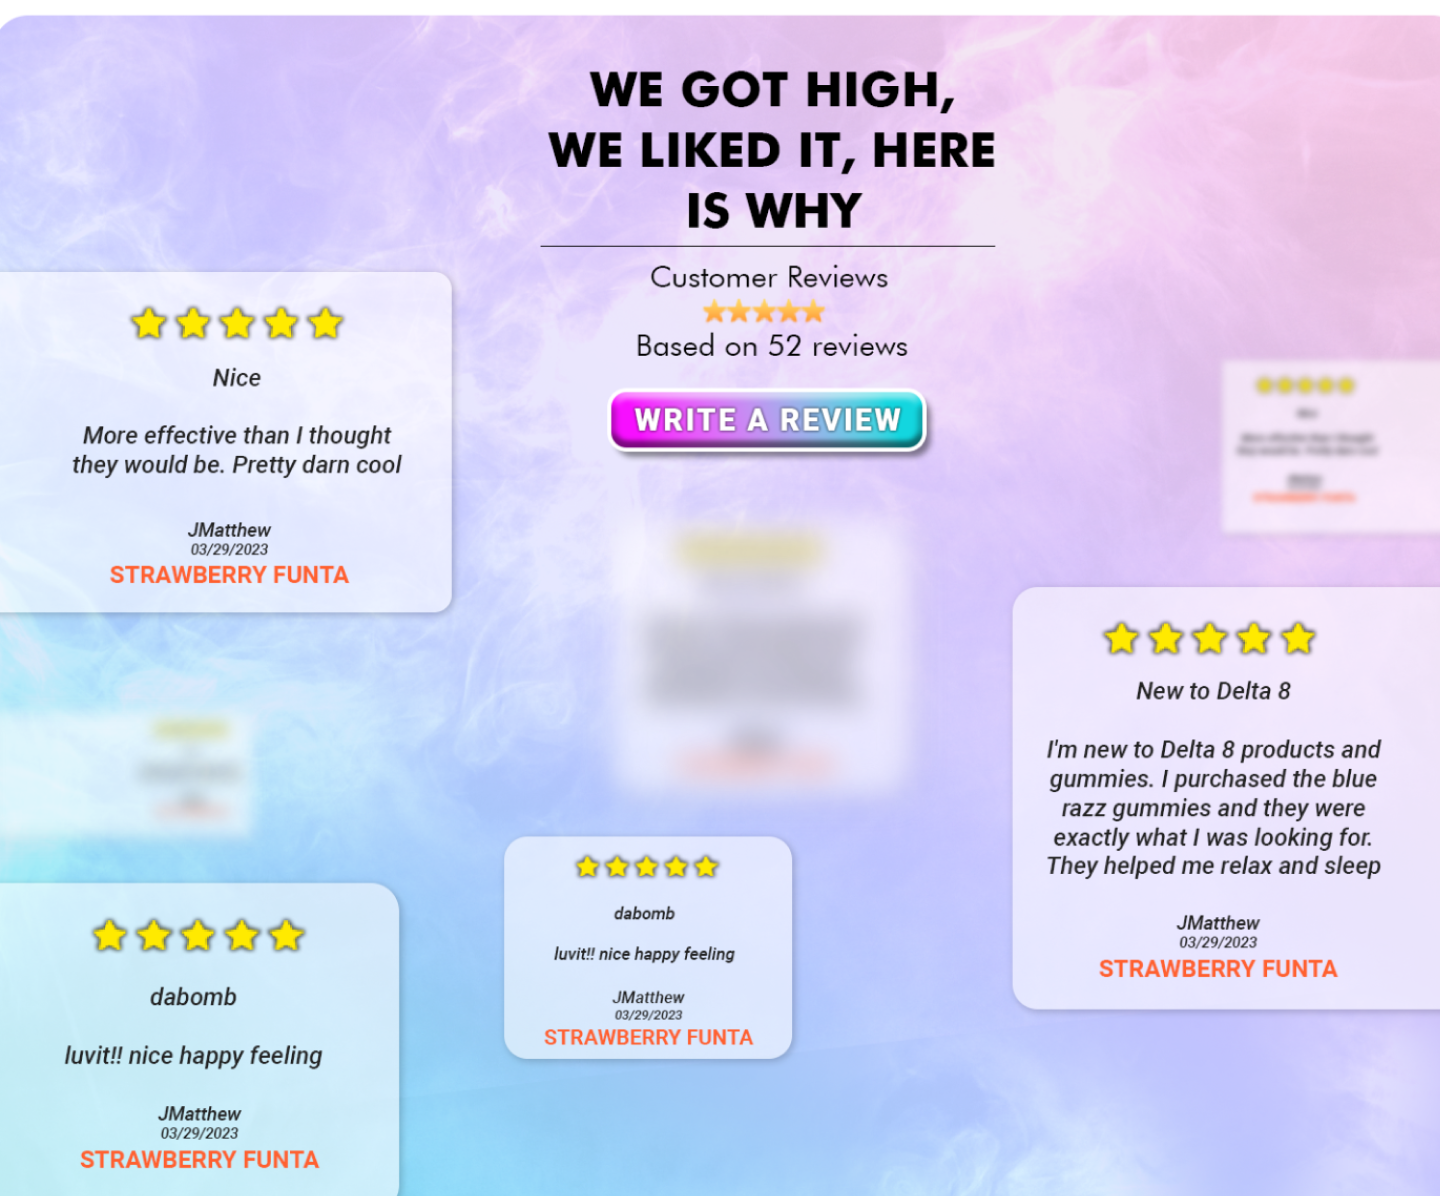 WE GOT HIGH,
WE LIKED IT, HERE
IS WHY
Customer Reviews
Based on 52 reviews
WRITE A REVIEW
Nice
More effective than I thought
they would be. Pretty darn cool
JMatthew
03/29/2023
STRAWBERRY FUNTA
New to Delta 8
I'm new to Delta 8 products and
gummies. I purchased the blue
razz gummies and they were
exactly what I was looking for.
They helped me relax and sleep
JMatthew
03/29/2023
STRAWBERRY FUNTA
dabomb
luvit!! nice happy feeling
JMatthew
03/29/2023
STRAWBERRY FUNTA
dabomb
luvit!! nice happy feeling
JMatthew
03/29/2023
STRAWBERRY FUNTA